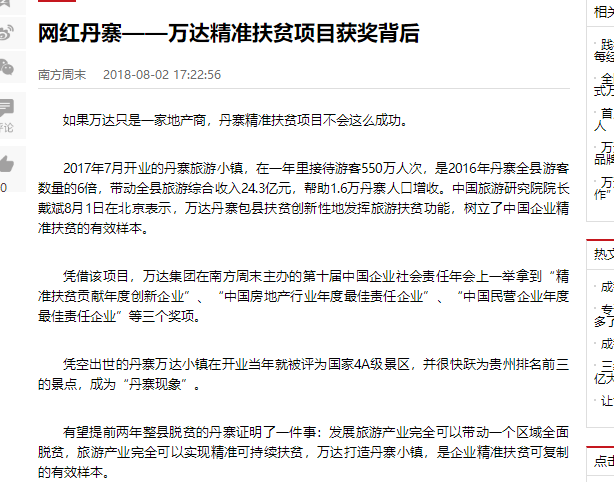 网红丹寨——万达精准扶贫项目获奖背后
南方周末 2018-08-02 17:22:56
如果万达只是一家地产商，丹寨精准扶贫项目不会这么成功。
2017年7月开业的丹寨旅游小镇，在一年里接待游客550万人次，是2016年丹寨全县游客
数量的6倍，带动全县旅游综合收入24.3亿元，帮助1.6万丹寨人口增收。中国旅游研究院院长
戴斌8月1日在北京表示，万达丹寨包县扶贫创新性地发挥旅游扶贫功能，树立了中国企业精
准扶贫的有效样本。
凭借该项目，万达集团在南方周末主办的第十届中国企业社会责任年会上一举拿到“精
准扶贫贡献年度创新企业”、“中国房地产行业年度最佳责任企业”、“中国民营企业年度
最佳责任企业”等三个奖项。
凭空出世的丹寨万达小镇在开业当年就被评为国家4A级景区，并很快跃为贵州排名前三
的景点，成为“丹寨现象”。
有望提前两年整县脱贫的丹寨证明了一件事：发展旅游产业完全可以带动一个区域全面
脱贫，旅游产业完全可以实现精准可持续扶贫，万达打造丹寨小镇，是企业精准扶贫可复制
的有效样本。
评论
0
相关
践
每经
全
式万
首
人
万
品牌
万
作”
热文
成
专
多了
成
三
亿大
让
点击